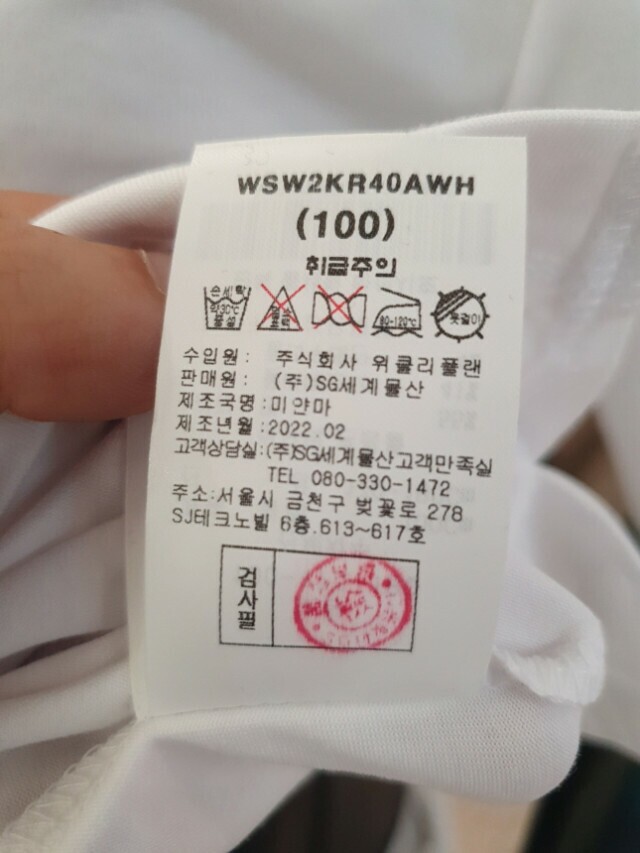 WSW2KR40AWH
(100)
취급주의
손세탁
약30℃
중성
80-120℃
옷걸이
수입원: 주식회사 위클리플랜
판매원: (주)SG세계물산
제조국명:미얀마
제조년월:2022.02
고객상담실:(주)SG세계물산고객만족실
TEL 080-330-1472
주소:서울시 금천구 벚꽃로 278
SJ테크노빌 6층.613~617호
검사필